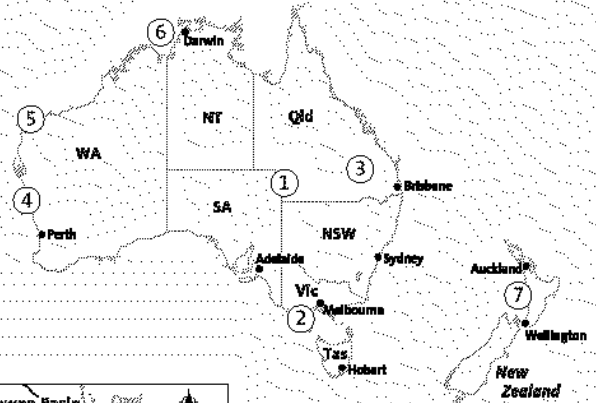 6
Darwin
5
NT
Qld
WA
3
1
Brisbane
4
SA
Perth
NSW
Adelaide
Sydney
Auckland
Vic
7
2
Melbourne
Wellington
Tas
Hobart
New
Zealand